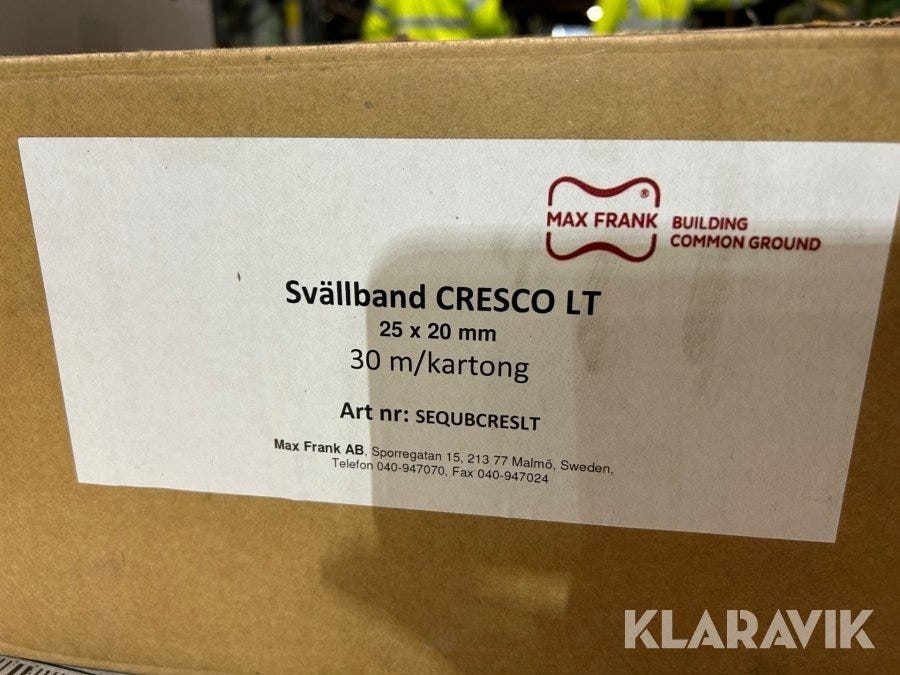 MAX FRANK®
BUILDING
COMMON GROUND
Svällband CRESCO LT
25 x 20 mm
30 m/kartong
Art nr: SEQUBCRESLT
Max Frank AB, Sporregatan 15, 213 77 Malmö, Sweden,
Telefon 040-947070, Fax 040-947024
KLARAVIK